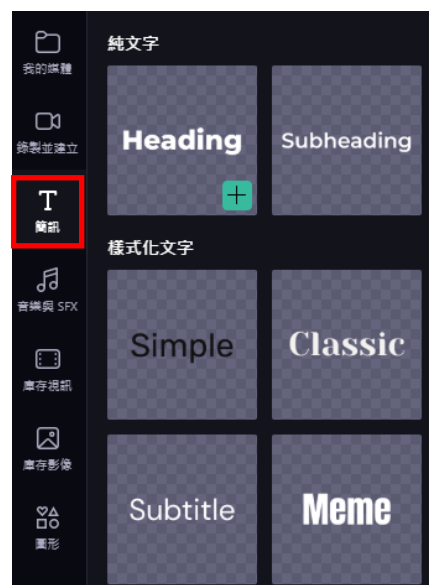 我的媒體
錄製並建立
簡訊
音樂與 SFX
庫存視訊
庫存影像
圖形
純文字
Heading
Subheading
樣式化文字
Simple
Classic
Subtitle
Meme